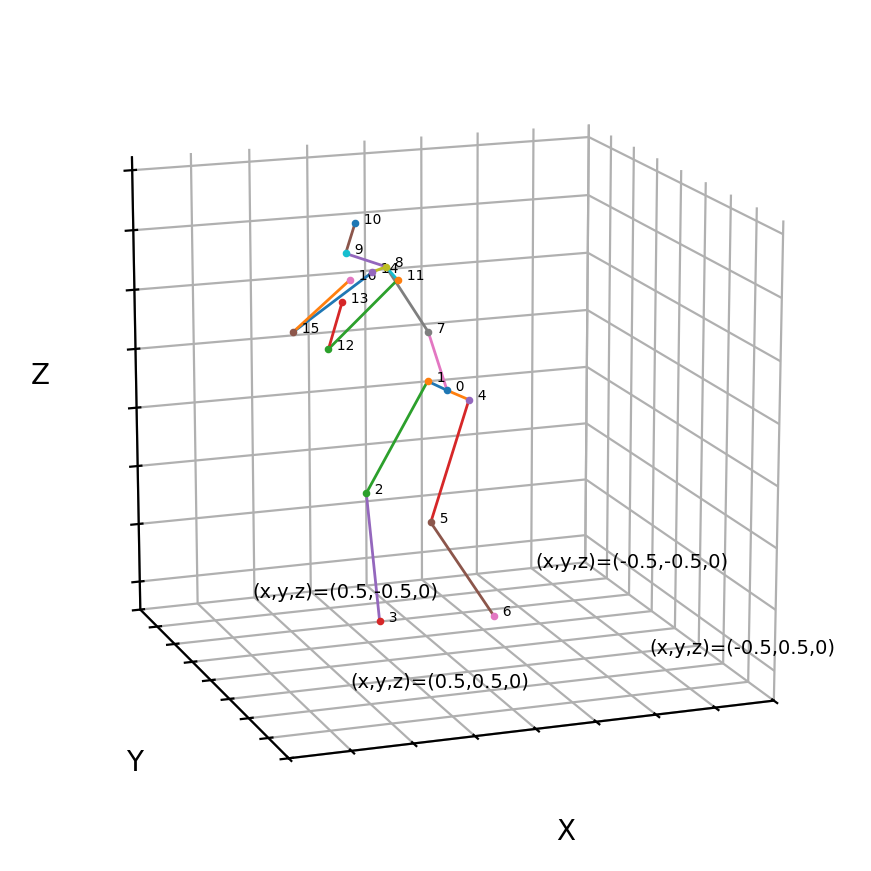 10
9
8
14
16
11
13
15
12
7
Z
1
0
4
2
5
(x,y,z)=(-0.5,-0.5,0)
(x,y,z)=(0.5,-0.5,0)
6
3
(x,y,z)=(-0.5,0.5,0)
(x,y,z)=(0.5,0.5,0)
Y
X